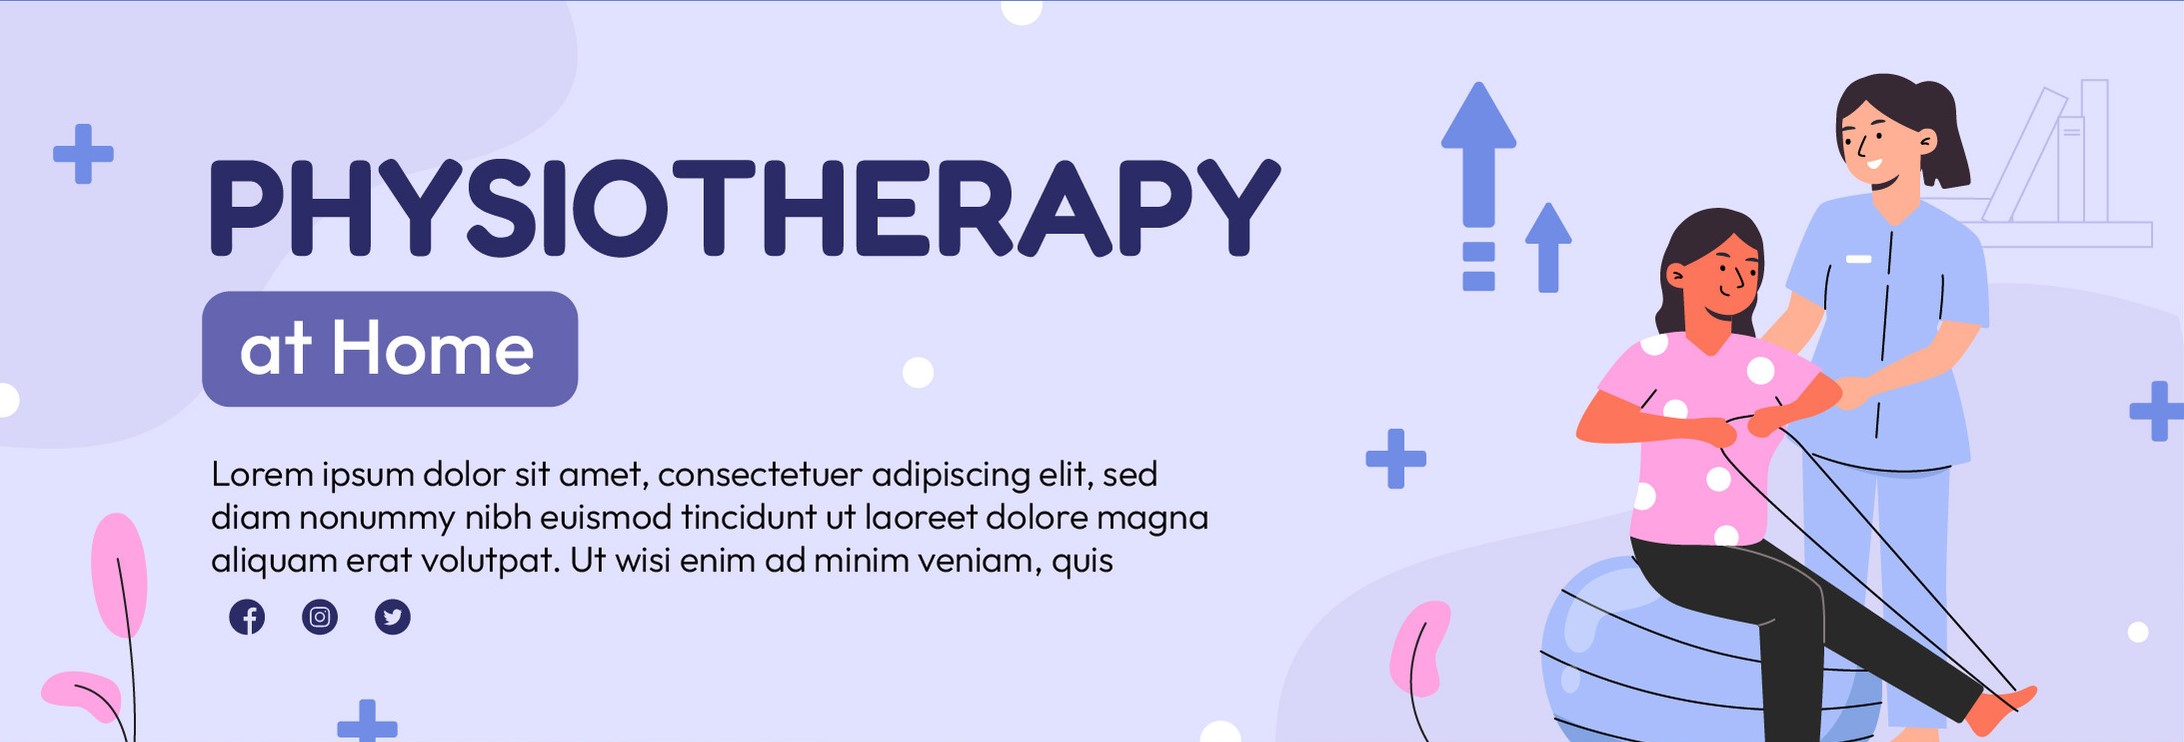 PHYSIOTHERAPY
at Home
Lorem ipsum dolor sit amet, consectetuer adipiscing elit, sed
diam nonummy nibh euismod tincidunt ut laoreet dolore magna
aliquam erat volutpat. Ut wisi enim ad minim veniam, quis